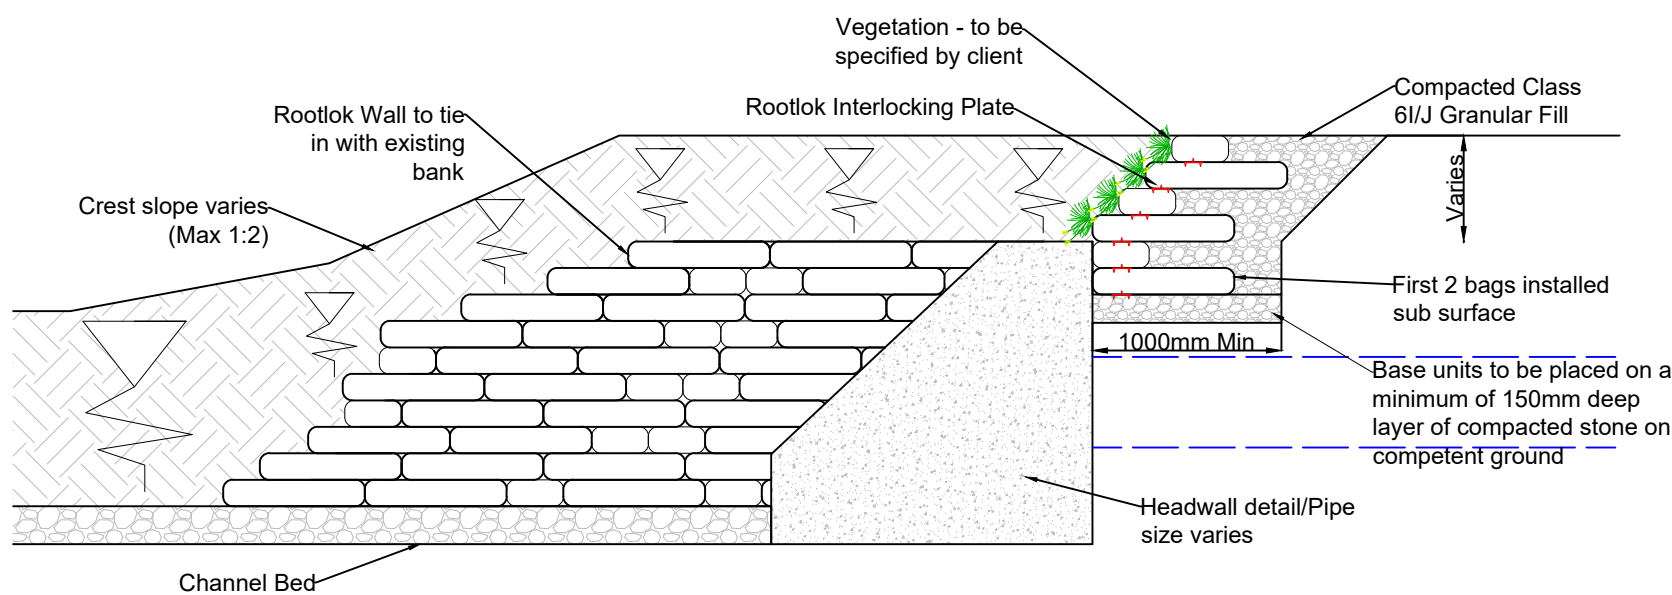 Vegetation - to be
specified by client
Rootlok Interlocking Plate
Compacted Class
6I/J Granular Fill
Rootlok Wall to tie
in with existing
bank
Crest slope varies
(Max 1:2)
Varies
First 2 bags installed
sub surface
1000mm Min
Base units to be placed on a
minimum of 150mm deep
layer of compacted stone on
competent ground
Headwall detail/Pipe
size varies
Channel Bed